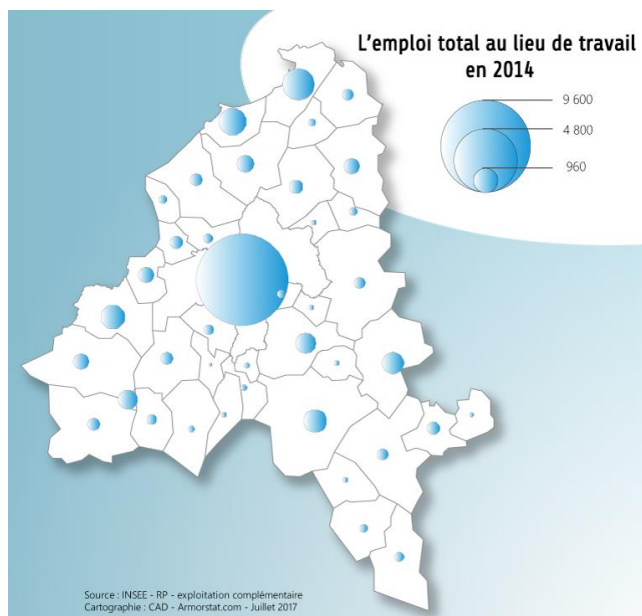 L'emploi total au lieu de travail
en 2014
9 600
4 800
960
Source : INSEE - RP - exploitation complémentaire
Cartographie : CAD - Armorstat.com - Juillet 2017